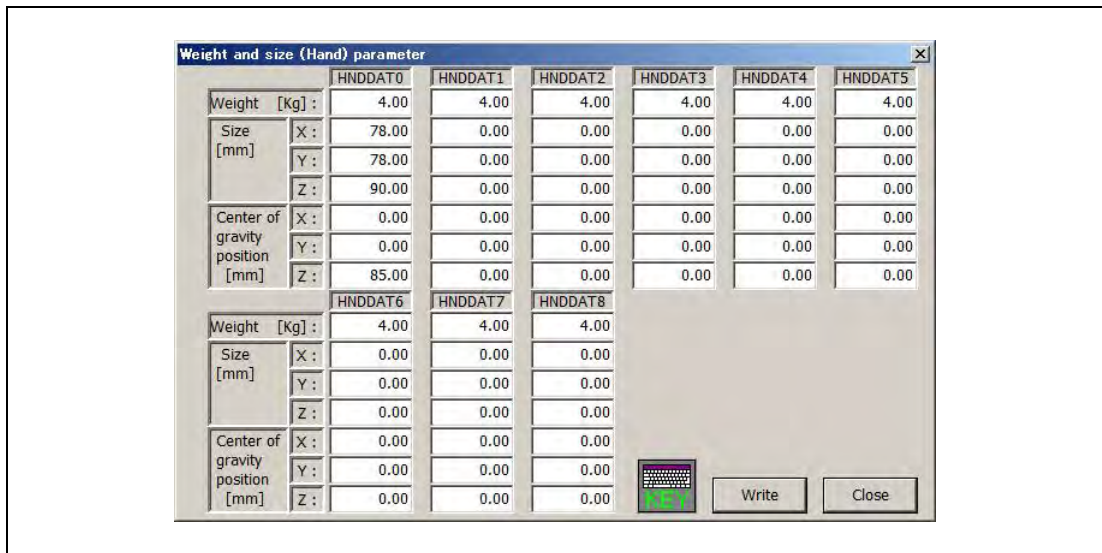 Weight and size (Hand) parameter
HNDDAT0 HNDDAT1 HNDDAT2 HNDDAT3 HNDDAT4 HNDDAT5
Weight [Kg] : 4.00 4.00 4.00 4.00 4.00 4.00
Size [mm] X : 78.00 0.00 0.00 0.00 0.00 0.00
Y : 78.00 0.00 0.00 0.00 0.00 0.00
Z : 90.00 0.00 0.00 0.00 0.00 0.00
Center of gravity position [mm] X : 0.00 0.00 0.00 0.00 0.00 0.00
Y : 0.00 0.00 0.00 0.00 0.00 0.00
Z : 85.00 0.00 0.00 0.00 0.00 0.00
HNDDAT6 HNDDAT7 HNDDAT8
Weight [Kg] : 4.00 4.00 4.00
Size [mm] X : 0.00 0.00 0.00
Y : 0.00 0.00 0.00
Z : 0.00 0.00 0.00
Center of gravity position [mm] X : 0.00 0.00 0.00
Y : 0.00 0.00 0.00
Z : 0.00 0.00 0.00
KEY Write Close